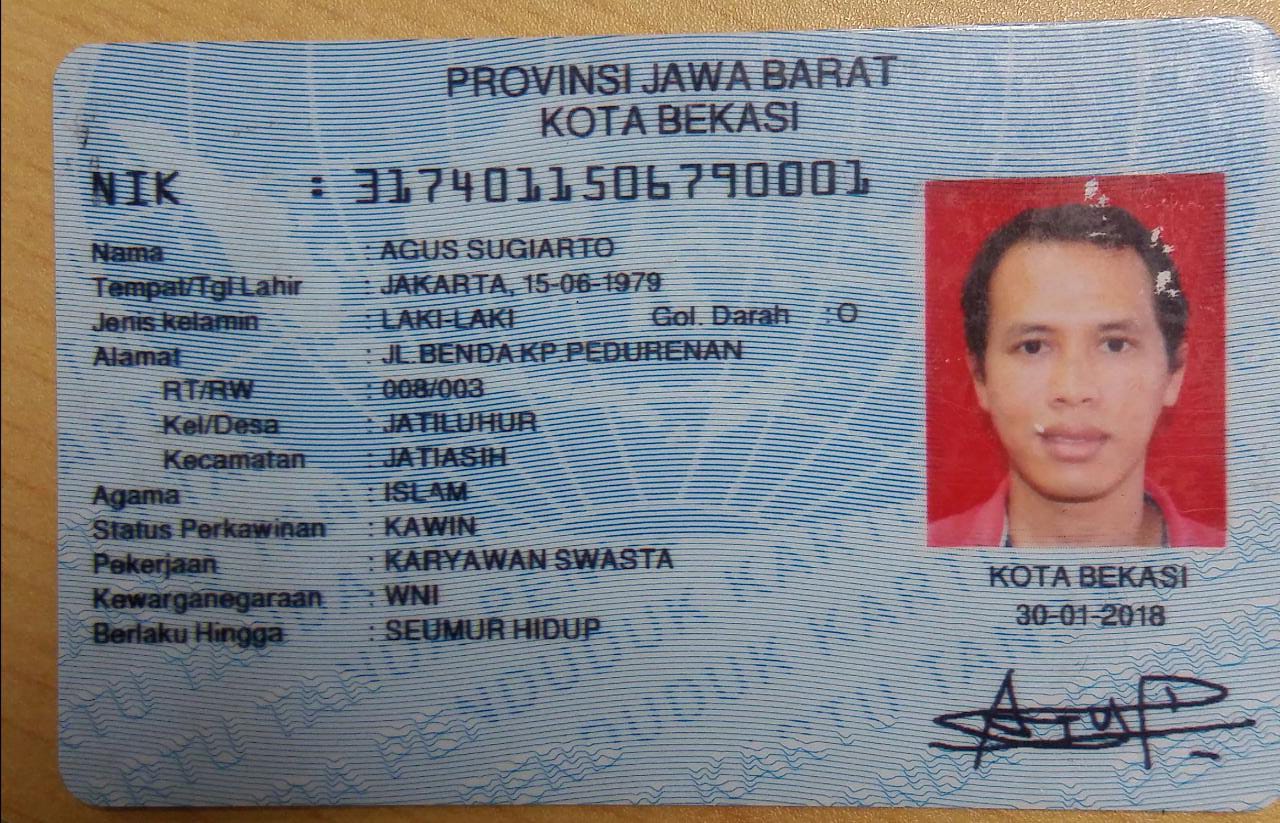 PROVINSI JAWA BARAT
KOTA BEKASI
NIK : 3174011506790001
Nama : AGUS SUGIARTO
Tempat/Tgl Lahir : JAKARTA, 15-06-1979
Jenis kelamin : LAKI-LAKI Gol. Darah : O
Alamat : JL.BENDA KP.PEDURENAN
RT/RW : 008/003
Kel/Desa : JATILUHUR
Kecamatan : JATIASIH
Agama : ISLAM
Status Perkawinan : KAWIN
Pekerjaan : KARYAWAN SWASTA
Kewarganegaraan : WNI
Berlaku Hingga : SEUMUR HIDUP
KOTA BEKASI
30-01-2018